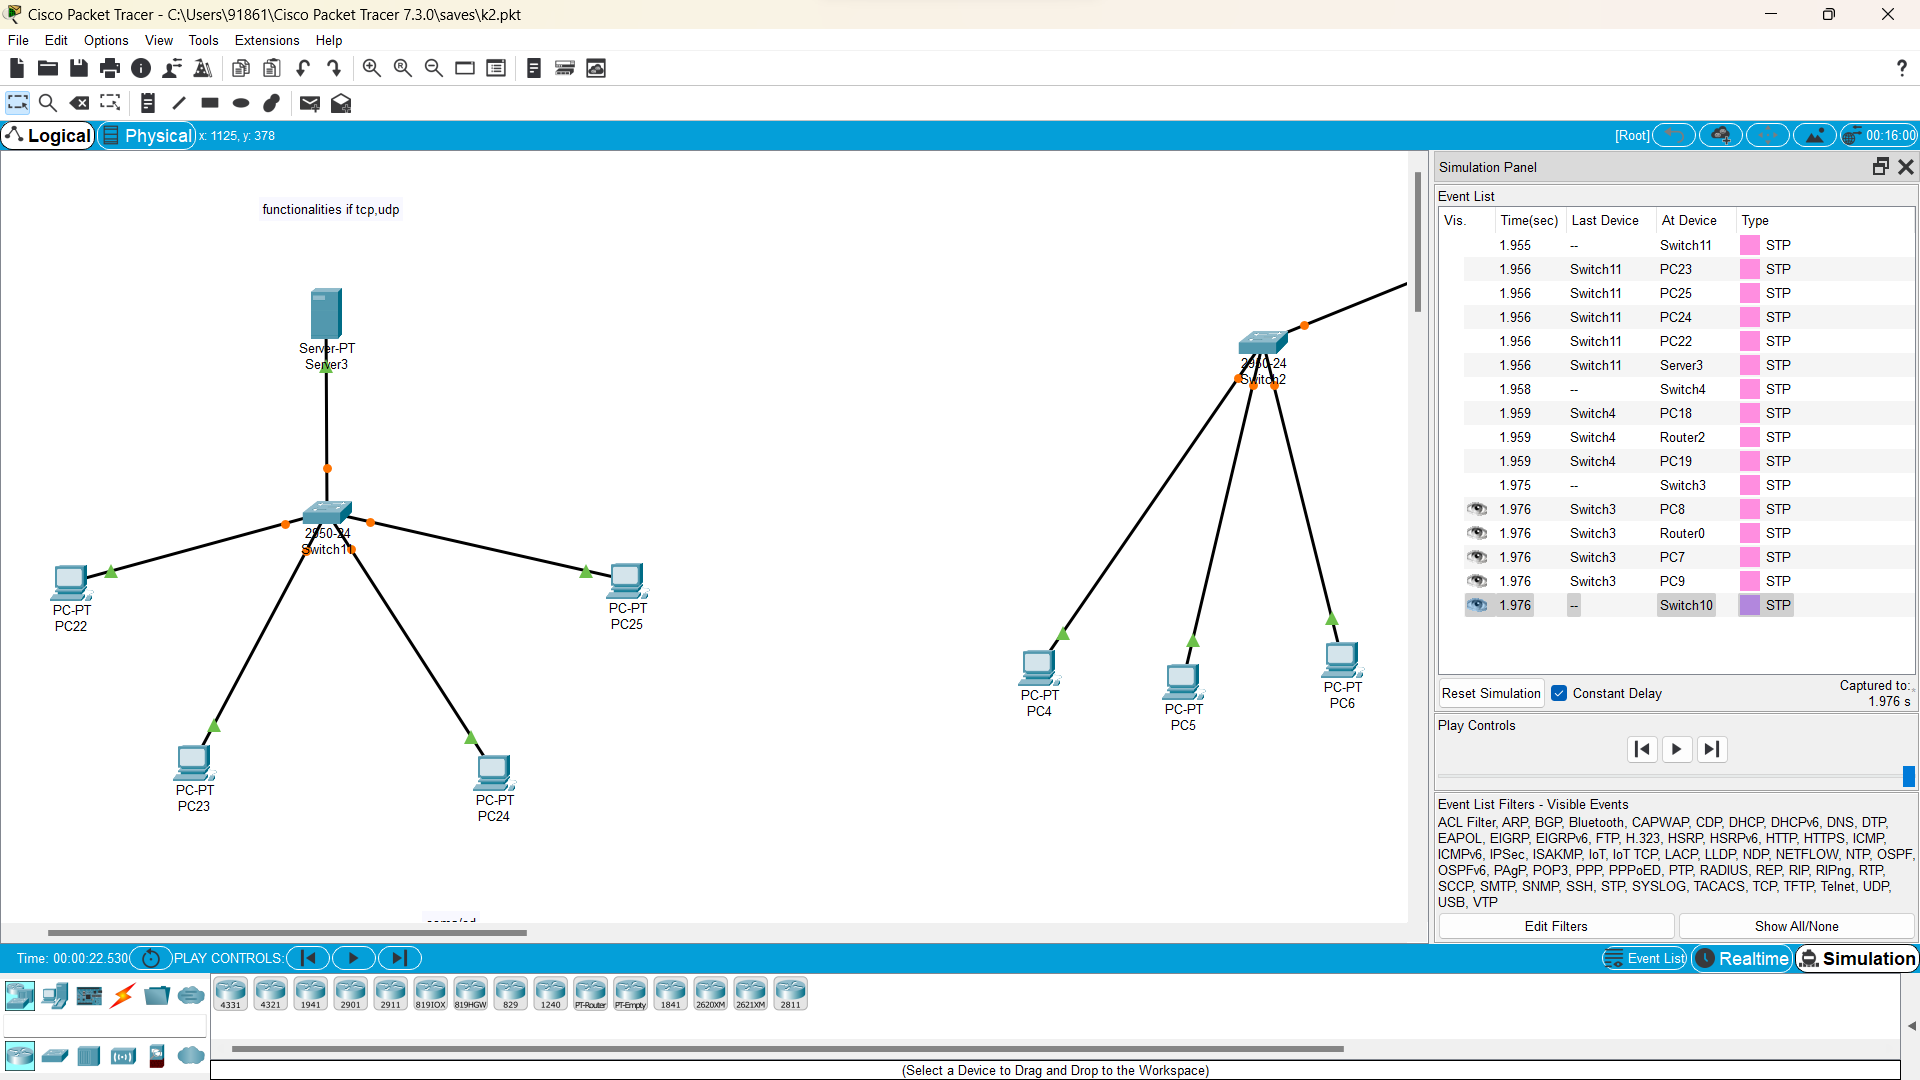 Cisco Packet Tracer - C:\Users\91861\Cisco Packet Tracer 7.3.0\saves\k2.pkt
File Edit Options View Tools Extensions Help
?
Logical Physical x: 1125, y: 378 [Root] 00:16:00
functionalities if tcp,udp
Server-PT
Server3
2950-24
Switch11
PC-PT
PC22
PC-PT
PC25
PC-PT
PC23
PC-PT
PC24
2950-24
Switch2
PC-PT
PC4
PC-PT
PC5
PC-PT
PC6
Simulation Panel
Event List
Vis. Time(sec) Last Device At Device Type
1.955 -- Switch11 STP
1.956 Switch11 PC23 STP
1.956 Switch11 PC25 STP
1.956 Switch11 PC24 STP
1.956 Switch11 PC22 STP
1.956 Switch11 Server3 STP
1.958 -- Switch4 STP
1.959 Switch4 PC18 STP
1.959 Switch4 Router2 STP
1.959 Switch4 PC19 STP
1.975 -- Switch3 STP
1.976 Switch3 PC8 STP
1.976 Switch3 Router0 STP
1.976 Switch3 PC7 STP
1.976 Switch3 PC9 STP
1.976 -- Switch10 STP
Reset Simulation Constant Delay Captured to:
1.976 s
Play Controls
Event List Filters - Visible Events
ACL Filter, ARP, BGP, Bluetooth, CAPWAP, CDP, DHCP, DHCPv6, DNS, DTP,
EAPOL, EIGRP, EIGRPv6, FTP, H.323, HSRP, HSRPv6, HTTP, HTTPS, ICMP,
ICMPv6, IPSec, ISAKMP, IoT, IoT TCP, LACP, LLDP, NDP, NETFLOW, NTP, OSPF,
OSPFv6, PAgP, POP3, PPP, PPPoED, PTP, RADIUS, REP, RIP, RIPng, RTP,
SCCP, SMTP, SNMP, SSH, STP, SYSLOG, TACACS, TCP, TFTP, Telnet, UDP,
USB, VTP
Edit Filters Show All/None
Time: 00:00:22.530 PLAY CONTROLS: Event List Realtime Simulation
4331 4321 1941 2901 2911 819IOX 819HGW 829 1240 PT-Router PT-Empty 1841 2620XM 2621XM 2811
(Select a Device to Drag and Drop to the Workspace)